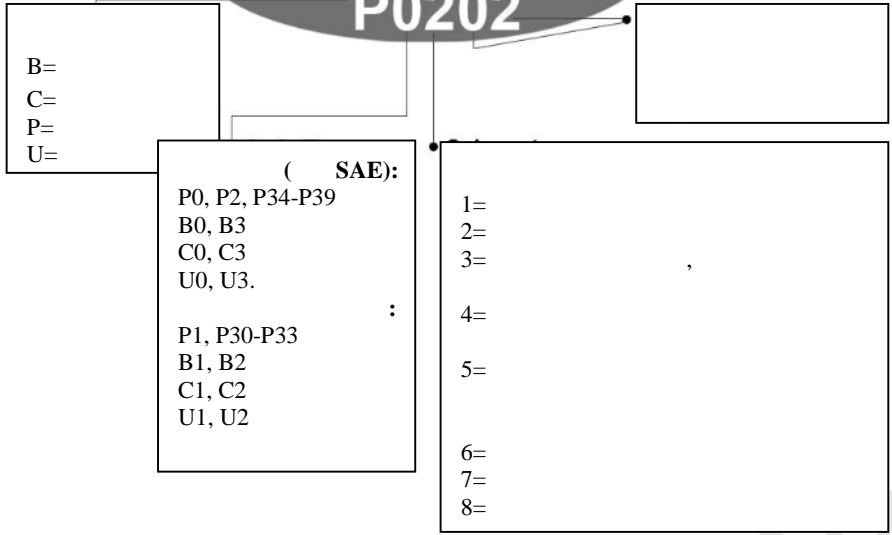 P0202
B=
C=
P=
U=
( SAE):
P0, P2, P34-P39
B0, B3
C0, C3
U0, U3.
:
P1, P30-P33
B1, B2
C1, C2
U1, U2
1=
2=
3= ,
4=
5=
6=
7=
8=